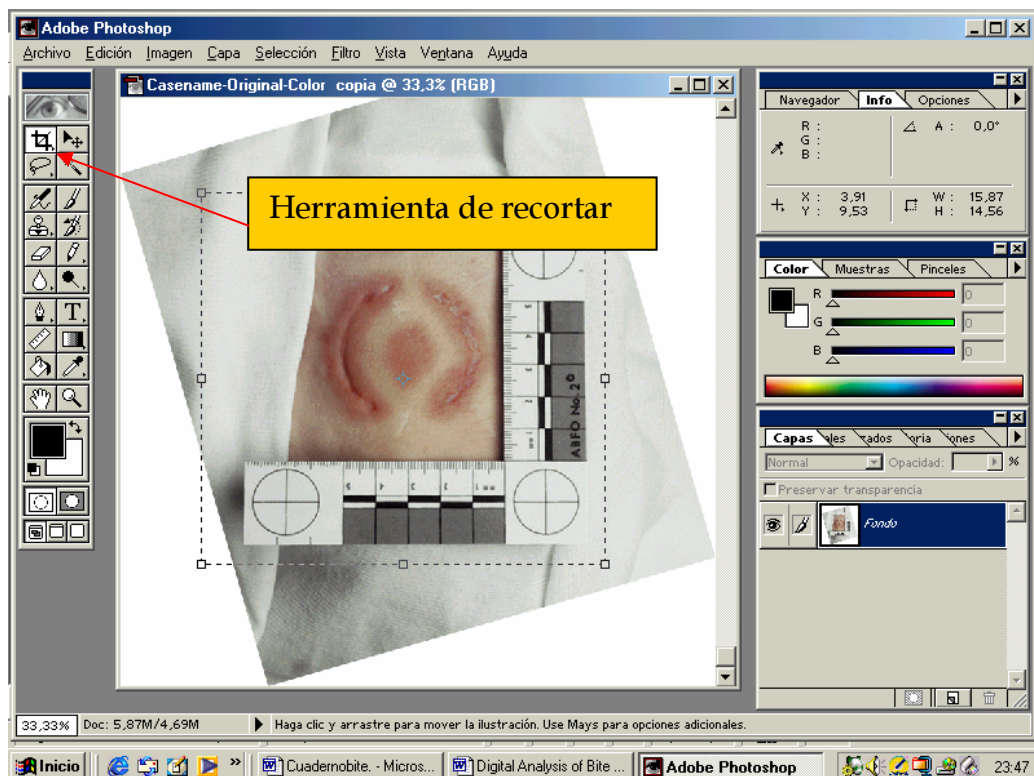 Adobe Photoshop
Archivo Edición Imagen Capa Selección Filtro Vista Ventana Ayuda
Casename-Original-Color copia @ 33,3% (RGB)
Herramienta de recortar
ABFO No. 2
Navegador Info Opciones
R :
G :
B :
A : 0,0°
X : 3,91
Y : 9,53
W : 15,87
H : 14,56
Color Muestras Pinceles
R 0
G 0
B 0
Capas
Normal Opacidad: %
Preservar transparencia
Fondo
33,33% Doc: 5,87M/4,69M Haga clic y arrastre para mover la ilustración. Use Mays para opciones adicionales.
Inicio Cuadernobite. - Micros... Digital Analysis of Bite ... Adobe Photoshop 23:47